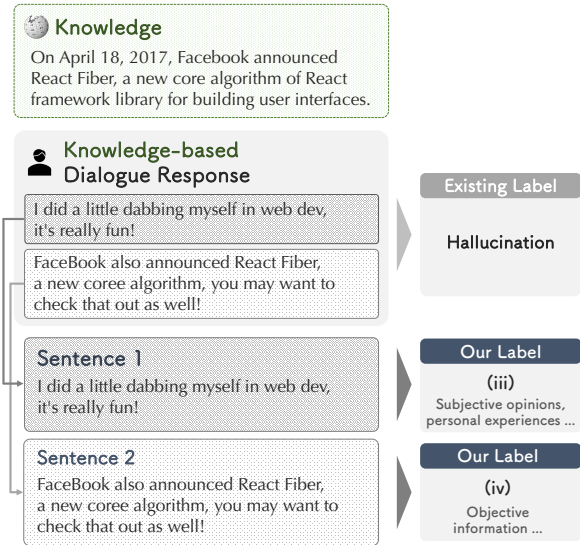 Knowledge
On April 18, 2017, Facebook announced
React Fiber, a new core algorithm of React
framework library for building user interfaces.
Knowledge-based
Dialogue Response
I did a little dabbing myself in web dev,
it's really fun!
FaceBook also announced React Fiber,
a new coree algorithm, you may want to
check that out as well!
Existing Label
Hallucination
Sentence 1
I did a little dabbing myself in web dev,
it's really fun!
Our Label
(iii)
Subjective opinions,
personal experiences ...
Sentence 2
FaceBook also announced React Fiber,
a new coree algorithm, you may want to
check that out as well!
Our Label
(iv)
Objective
information ...